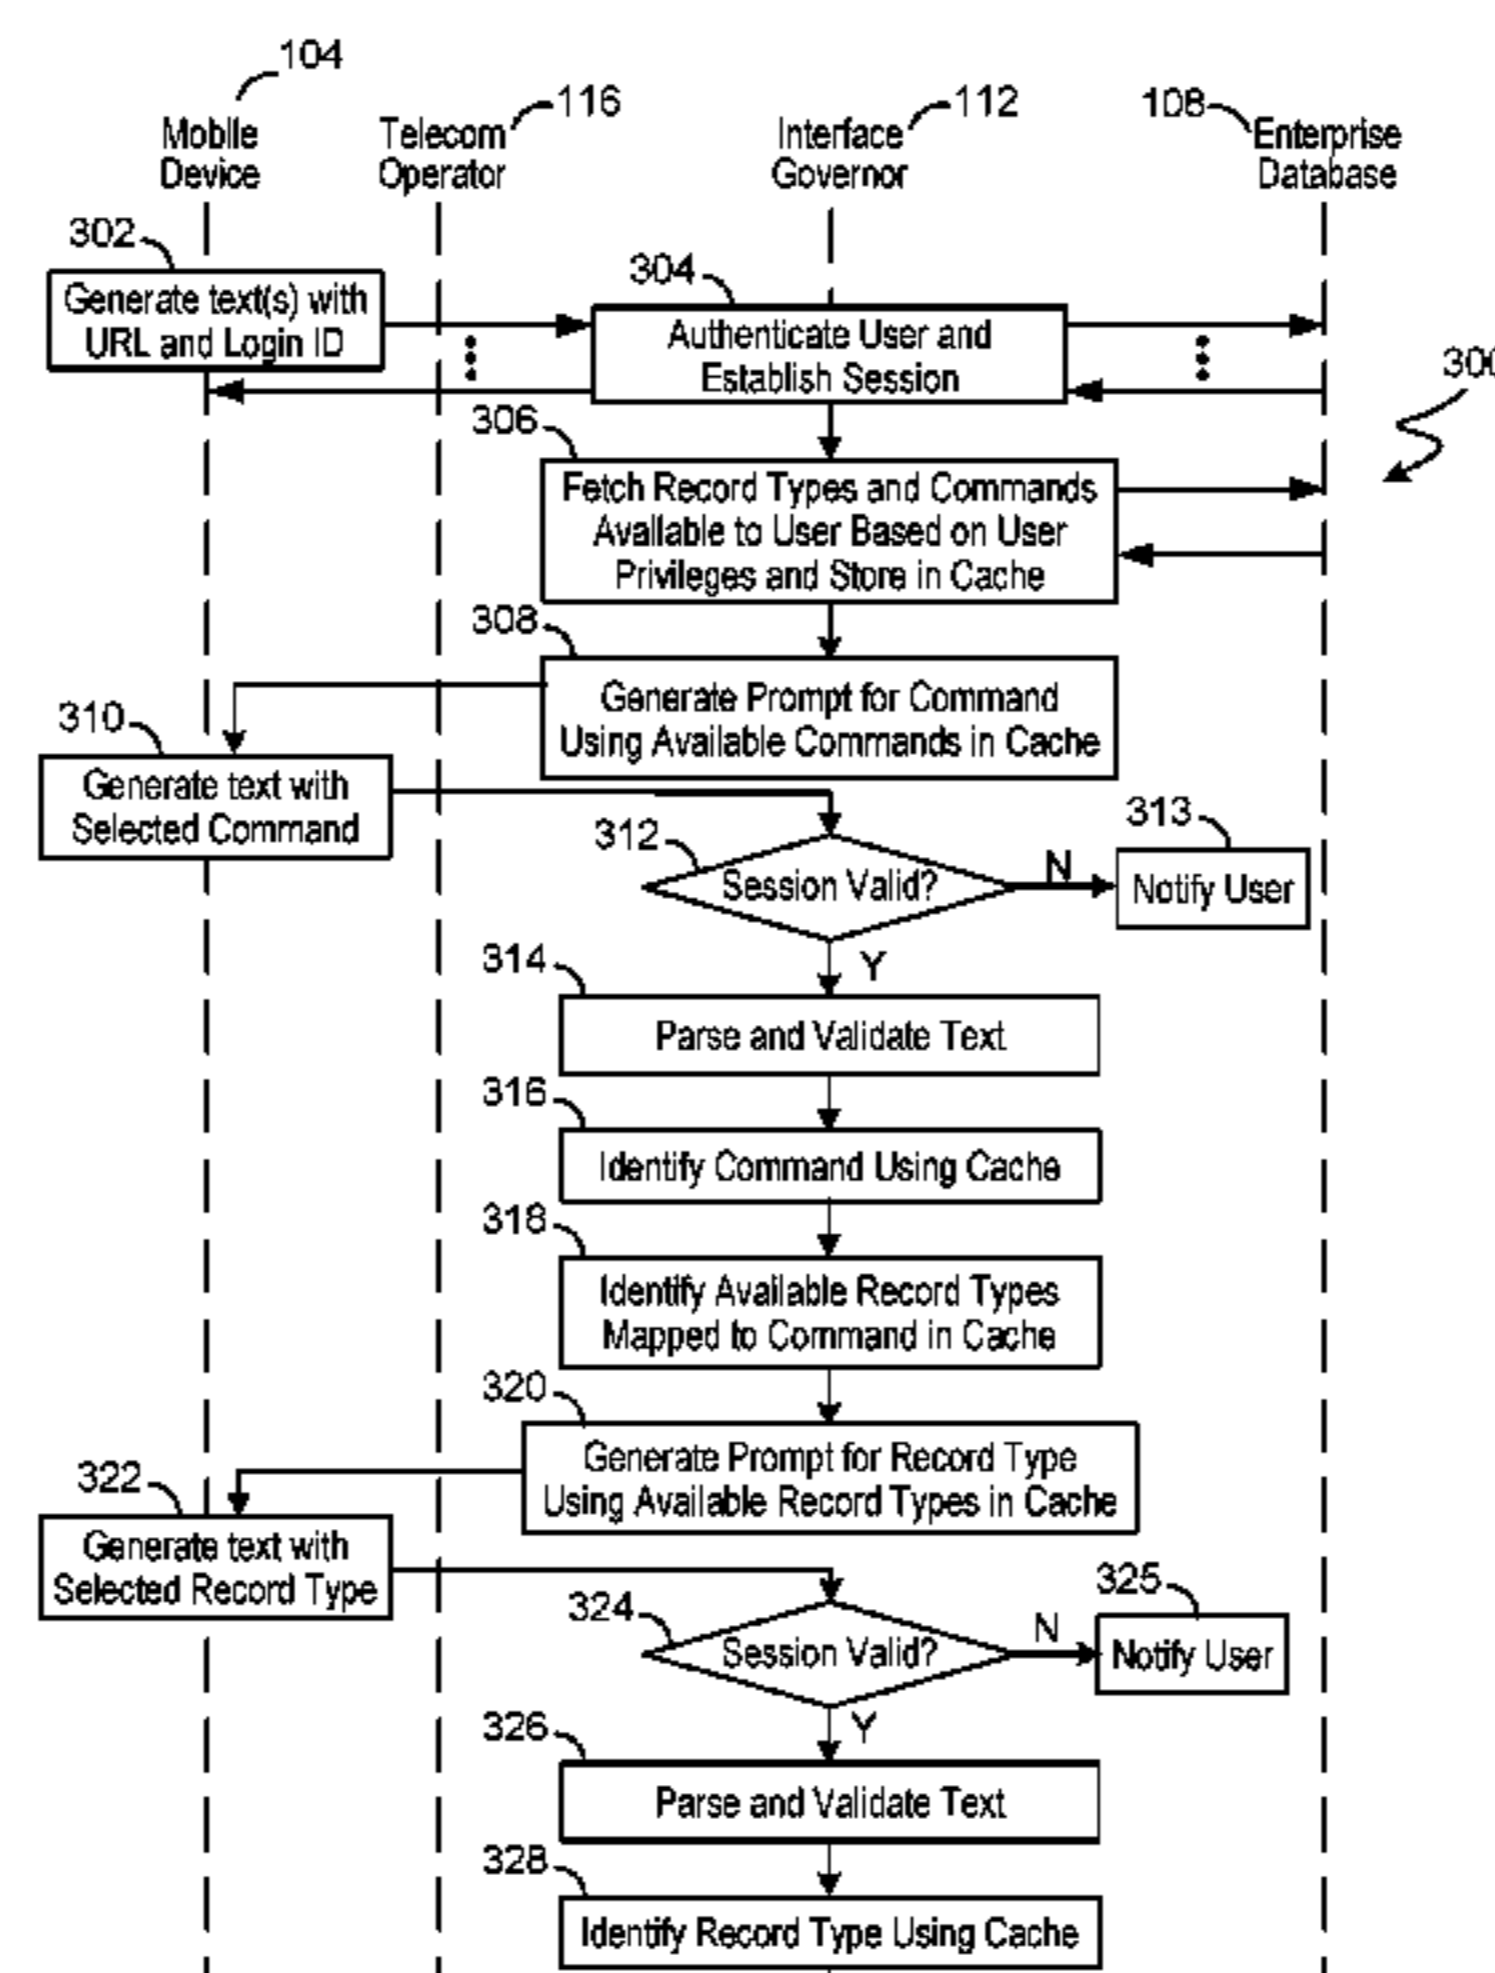 104
116
112
108
Mobile
Device
Telecom
Operator
Interface
Governor
Enterprise
Database
302
Generate text(s) with
URL and Login ID
304
Authenticate User and
Establish Session
300
306
Fetch Record Types and Commands
Available to User Based on User
Privileges and Store in Cache
308
Generate Prompt for Command
Using Available Commands in Cache
310
Generate text with
Selected Command
312
Session Valid?
N
313
Notify User
Y
314
Parse and Validate Text
316
Identify Command Using Cache
318
Identify Available Record Types
Mapped to Command in Cache
320
Generate Prompt for Record Type
Using Available Record Types in Cache
322
Generate text with
Selected Record Type
324
Session Valid?
N
325
Notify User
Y
326
Parse and Validate Text
328
Identify Record Type Using Cache